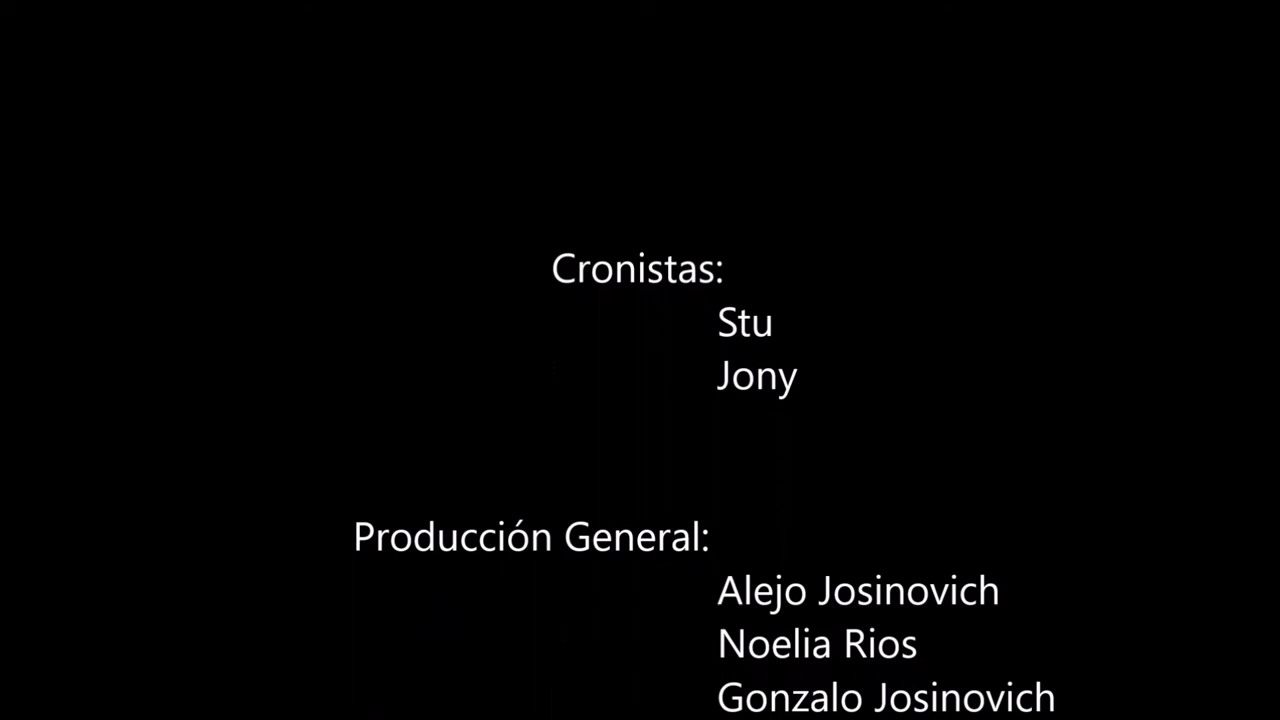 Cronistas:
Stu
Jony
Producción General:
Alejo Josinovich
Noelia Rios
Gonzalo Josinovich